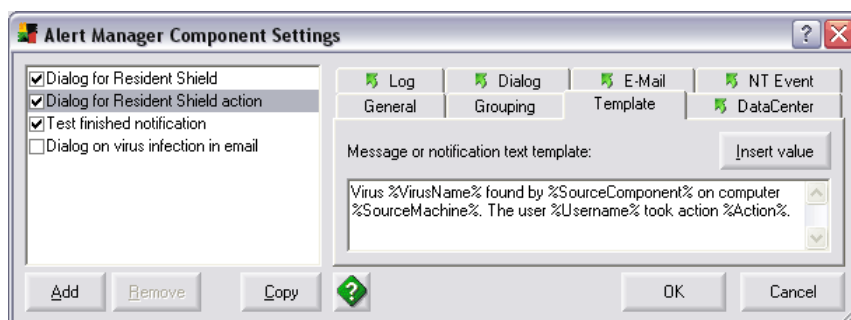 Alert Manager Component Settings
Dialog for Resident Shield
Dialog for Resident Shield action
Test finished notification
Dialog on virus infection in email
Log
Dialog
E-Mail
NT Event
General
Grouping
Template
DataCenter
Message or notification text template:
Insert value
Virus %VirusName% found by %SourceComponent% on computer
%SourceMachine%. The user %Username% took action %Action%.
Add
Remove
Copy
OK
Cancel